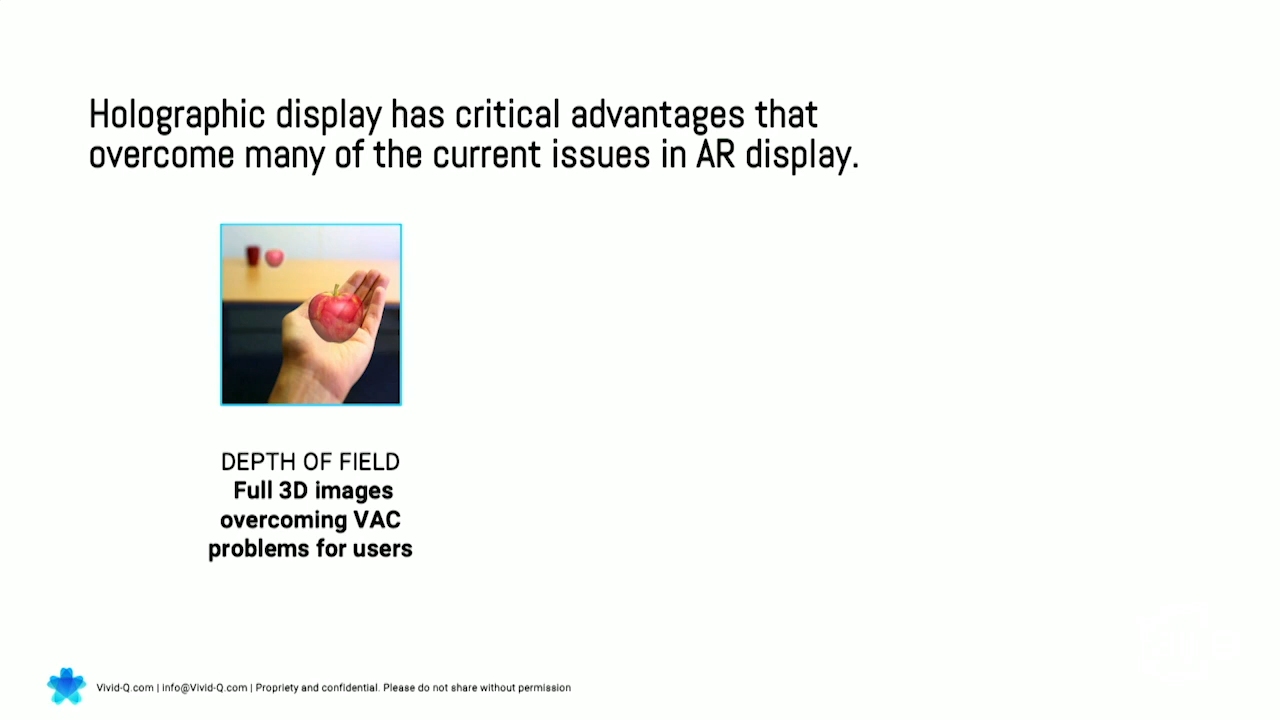 Holographic display has critical advantages that
overcome many of the current issues in AR display.
DEPTH OF FIELD
Full 3D images
overcoming VAC
problems for users
Vivid-Q.com | info@Vivid-Q.com | Propriety and confidential. Please do not share without permission